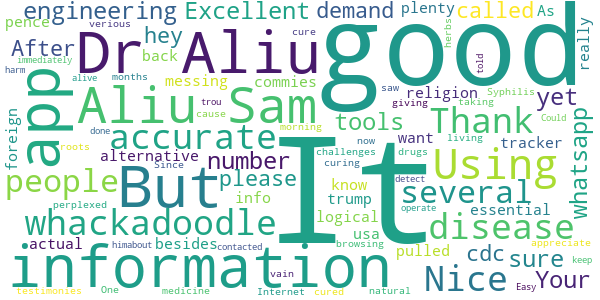 engineering Excellent demand plenty called As
pence After hey Dr Aliu good yet really
verious cure herbs
harm immediately alive months back messing commies told
app Aliu Sam tools Thank
foreign trou cause religion giving saw Syphilis taking Could
accurate morning want Using tracker whatsapp
done alternative number now living
roots Since curing challenges drugs
people But please know several
perplexed info logical trump detect essential
whackadoodle It disease
actual himabout besides usa pulled operate
contacted browsing cdc sure Your appreciate
information vain Nice keep
testimonies One medicine Internet cured natural Easy